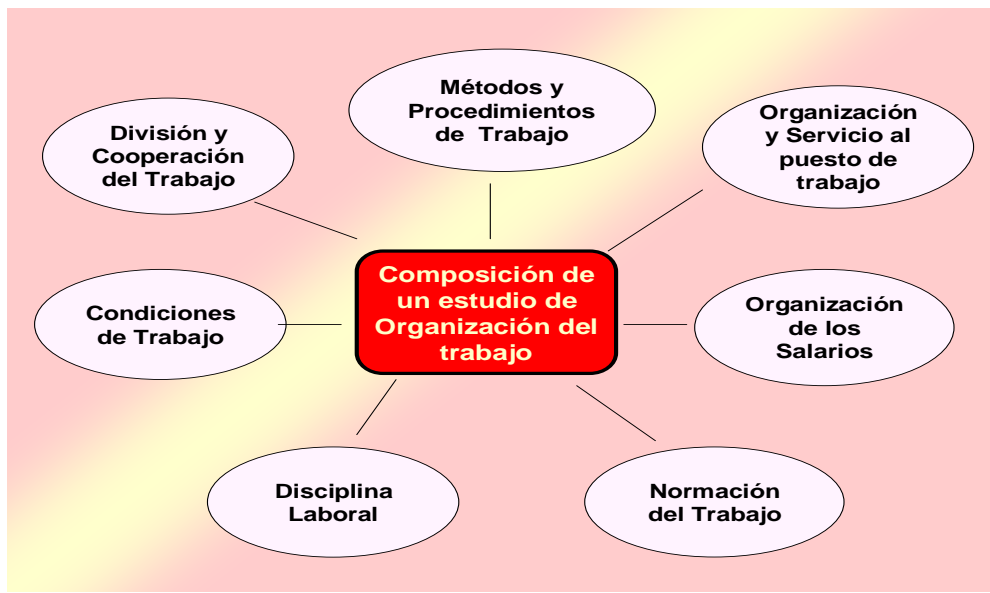 Métodos y
Procedimientos
de Trabajo
Organización
y Servicio al
puesto de
trabajo
División y
Cooperación
del Trabajo
Composición de
un estudio de
Organización del
trabajo
Condiciones
de Trabajo
Organización
de los
Salarios
Disciplina
Laboral
Normación
del Trabajo